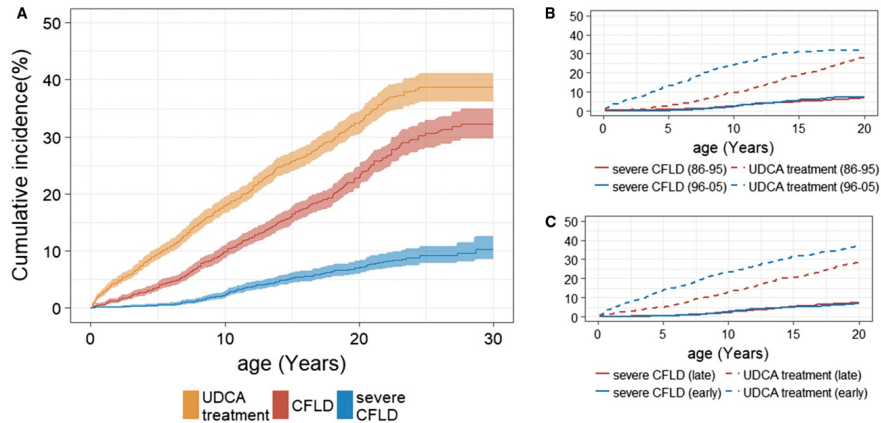 A
Cumulative incidence(%)
50
40
30
20
10
0
0 10 20 30
age (Years)
UDCA treatment
CFLD
severe CFLD
B
50
40
30
20
10
0
0 5 10 15 20
age (Years)
severe CFLD (86-95) UDCA treatment (86-95)
severe CFLD (96-05) UDCA treatment (96-05)
C
50
40
30
20
10
0
0 5 10 15 20
age (Years)
severe CFLD (late) UDCA treatment (late)
severe CFLD (early) UDCA treatment (early)